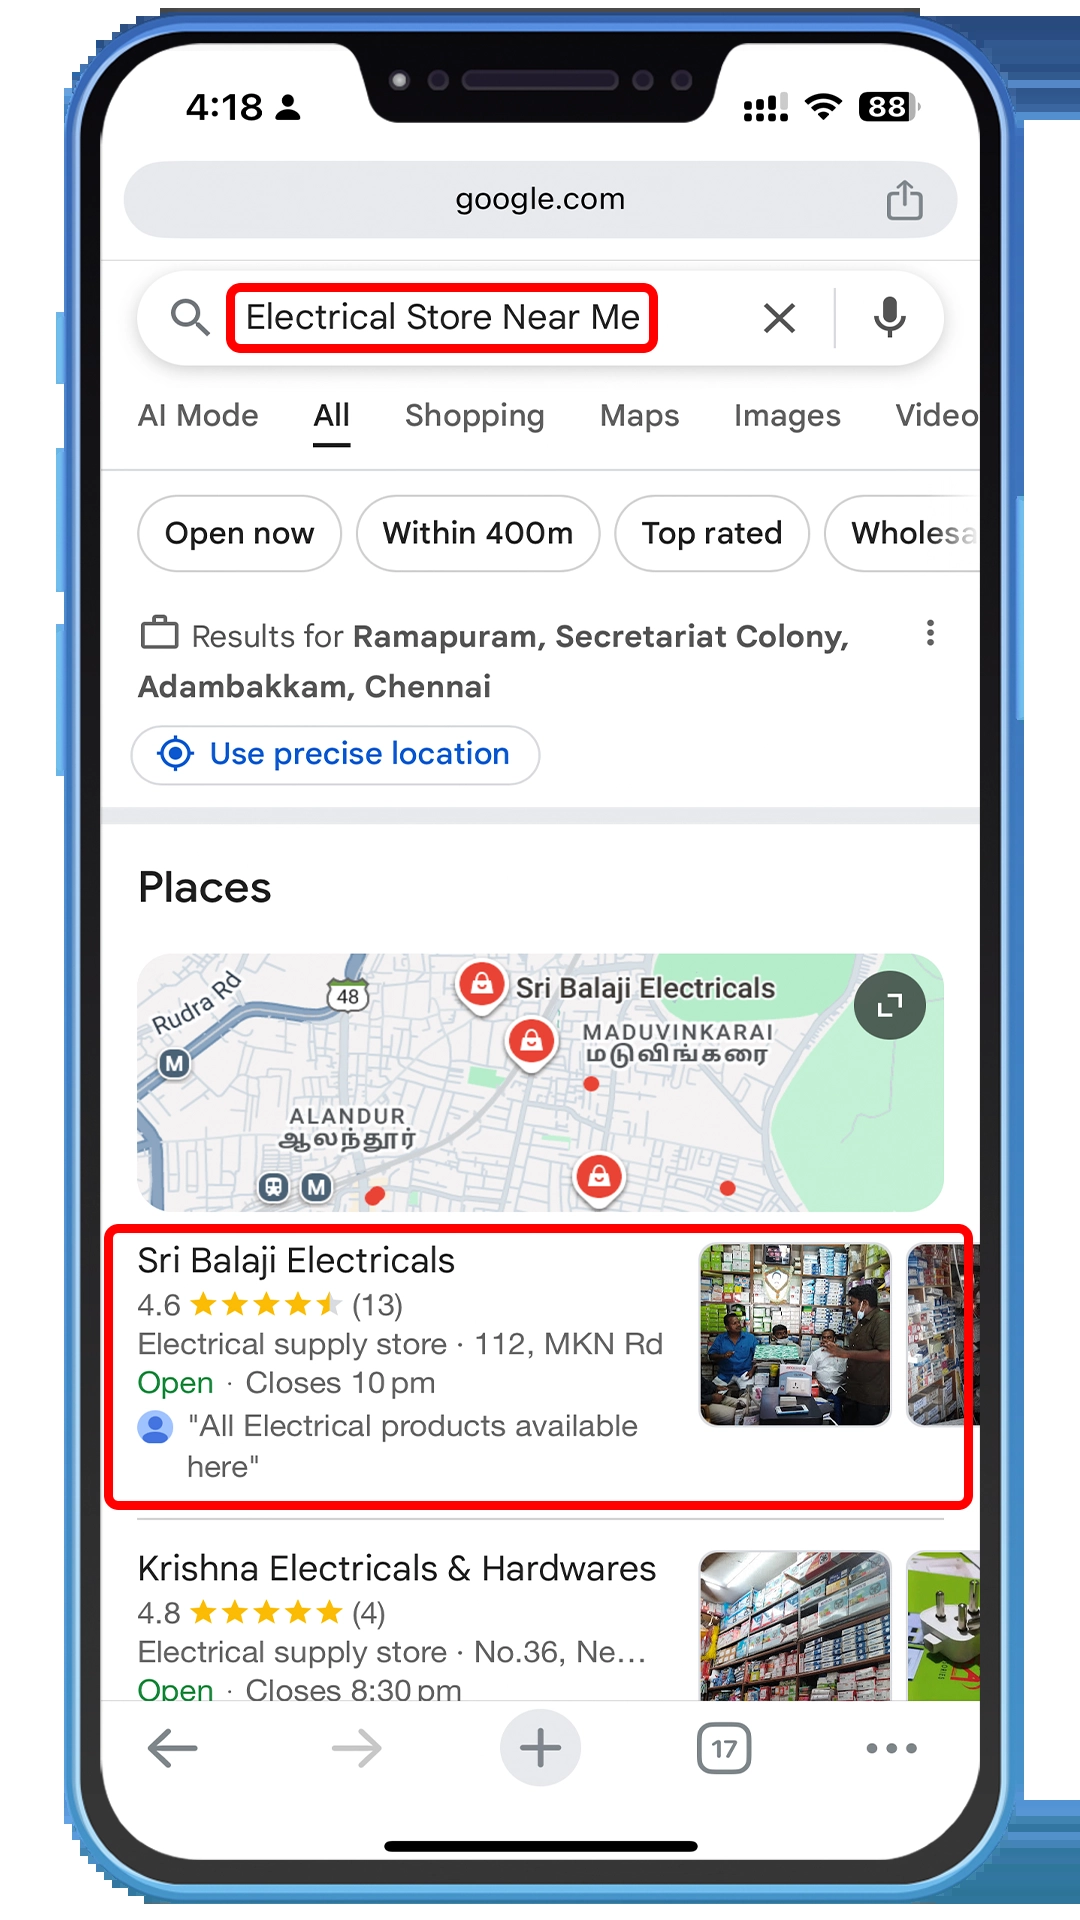 4:18
88
google.com
Electrical Store Near Me
AI Mode All Shopping Maps Images Video
Open now Within 400m Top rated Wholesa
Results for Ramapuram, Secretariat Colony,
Adambakkam, Chennai
Use precise location
Places
Rudra Rd
48
Sri Balaji Electricals
MADUVINKARAI
மடுவிங்கரை
M
ALANDUR
ஆலந்தூர்
M
Sri Balaji Electricals
4.6 (13)
Electrical supply store · 112, MKN Rd
Open · Closes 10 pm
"All Electrical products available
here"
Krishna Electricals & Hardwares
4.8 (4)
Electrical supply store · No.36, Ne...
Open · Closes 8:30 pm
17